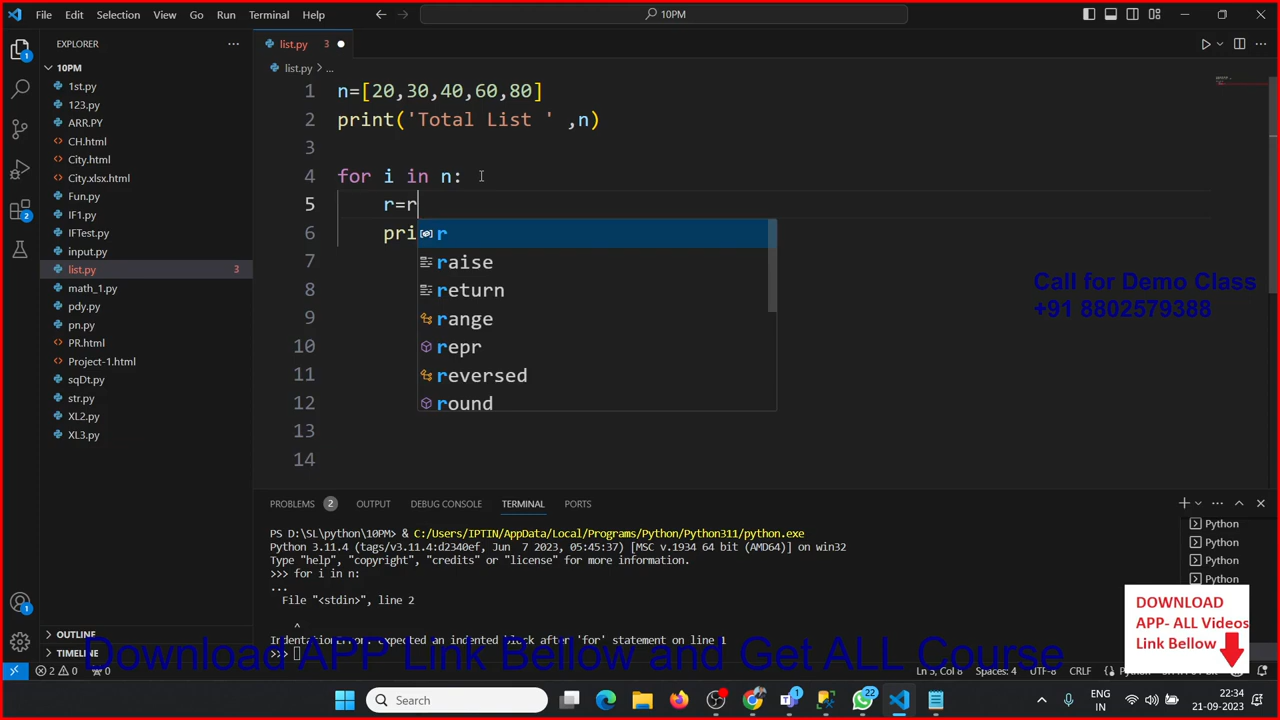 File Edit Selection View Go Run Terminal Help
10PM
EXPLORER
10PM
1st.py
123.py
ARR.PY
CH.html
City.html
City.xlsx.html
Fun.py
IF1.py
IFTest.py
input.py
list.py 3
math_1.py
pdy.py
pn.py
PR.html
Project-1.html
sqDt.py
str.py
XL2.py
XL3.py
OUTLINE
TIMELINE
list.py 3
list.py > ...
1 n=[20,30,40,60,80]
2 print('Total List ' ,n)
3
4 for i in n:
5 r=r
6 pri
7
8
9
10
11
12
13
14
r
raise
return
range
repr
reversed
round
Call for Demo Class
+91 8802579388
PROBLEMS 2 OUTPUT DEBUG CONSOLE TERMINAL PORTS
PS D:\SL\python\10PM> & C:/Users/IPTIN/AppData/Local/Programs/Python/Python311/python.exe
Python 3.11.4 (tags/v3.11.4:d2340ef, Jun 7 2023, 05:45:37) [MSC v.1934 64 bit (AMD64)] on win32
Type "help", "copyright", "credits" or "license" for more information.
>>> for i in n:
...
File "<stdin>", line 2
^
IndentationError: expected an indented block after 'for' statement on line 1
>>>
Python
Python
Python
Python
DOWNLOAD
APP- ALL Videos
Link Bellow
Download APP Link Bellow and Get ALL Course
2 0 0
Ln 5, Col 8 Spaces: 4 UTF-8 CRLF Python
Search
1
22
ENG
IN
22:34
21-09-2023